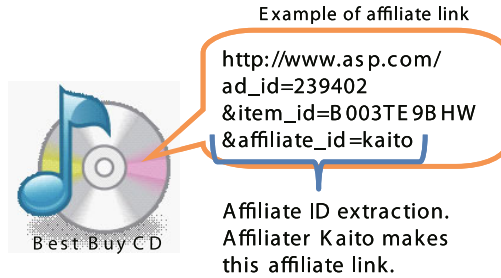 Example of affiliate link
http://www.asp.com/
ad_id=239402
&item_id=B003TE9BHW
&affiliate_id=kaito
Best Buy CD
Affiliate ID extraction.
Affiliater Kaito makes
this affiliate link.